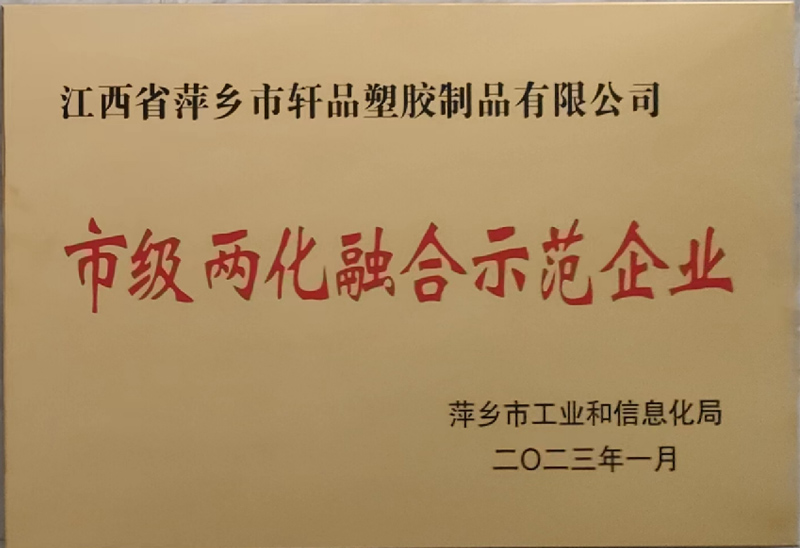 江西省萍乡市轩品塑胶制品有限公司
市级两化融合示范企业
萍乡市工业和信息化局
二〇二三年一月